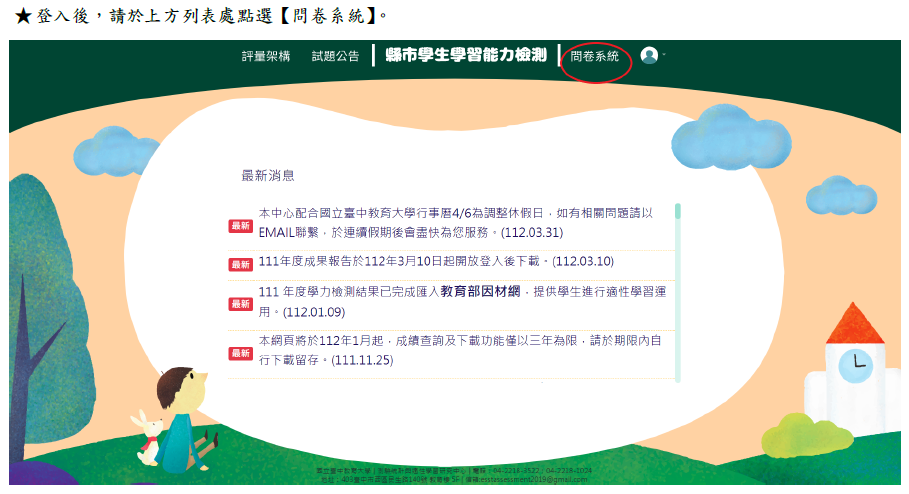 ★登入後，請於上方列表處點選【問卷系統】。
評量架構 試題公告 縣市學生學習能力檢測 問卷系統
最新消息
最新 本中心配合國立臺中教育大學行事曆4/6為調整休假日，如有相關問題請以
EMAIL聯繫，於連續假期後會盡快為您服務。(112.03.31)
最新 111年度成果報告於112年3月10日起開放登入後下載。(112.03.10)
最新 111 年度學力檢測結果已完成匯入教育部因材網，提供學生進行適性學習運
用。(112.01.09)
最新 本網頁將於112年1月起，成績查詢及下載功能僅以三年為限，請於期限內自
行下載留存。(111.11.25)